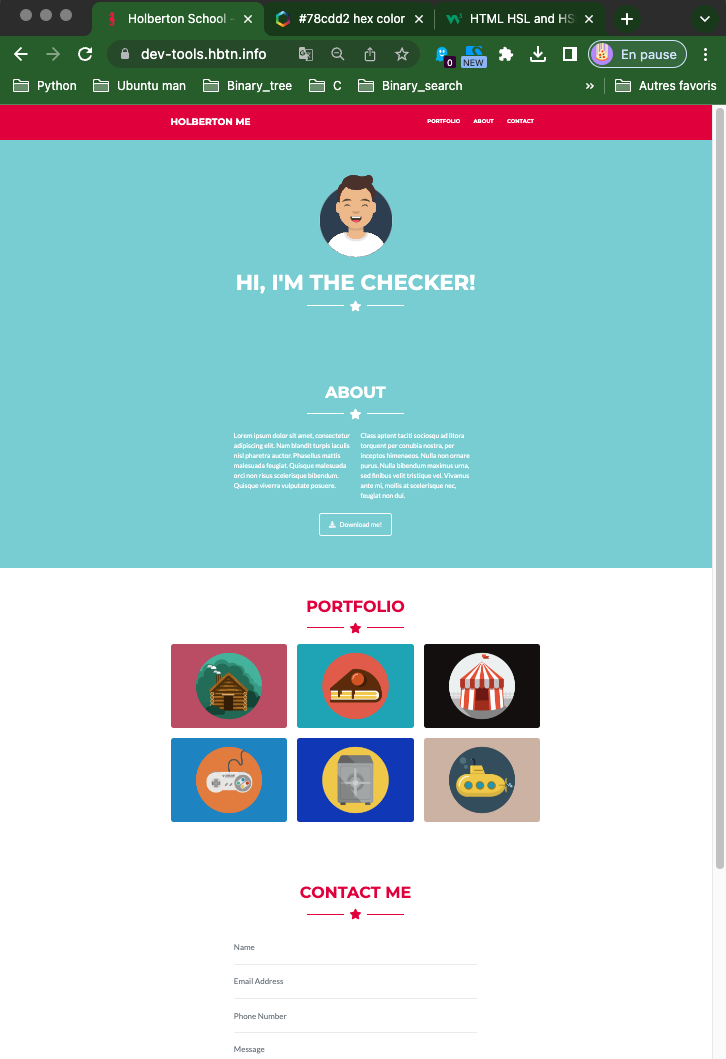 Holberton School -
#78cdd2 hex color
HTML HSL and HS
dev-tools.hbtn.info
0
NEW
En pause
Python
Ubuntu man
Binary_tree
C
Binary_search
»
Autres favoris
HOLBERTON ME
PORTFOLIO
ABOUT
CONTACT
HI, I'M THE CHECKER!
ABOUT
Lorem ipsum dolor sit amet, consectetur
adipiscing elit. Nam blandit turpis iaculis
nisl pharetra auctor. Phasellus mattis
malesuada feugiat. Quisque malesuada
orci non risus scelerisque bibendum.
Quisque viverra vulputate posuere.
Class aptent taciti sociosqu ad litora
torquent per conubia nostra, per
inceptos himenaeos. Nulla non ornare
purus. Nulla bibendum maximus urna,
sed finibus velit tristique vel. Vivamus
ante mi, mollis at scelerisque nec,
feugiat non dui.
Download me!
PORTFOLIO
CONTACT ME
Name
Email Address
Phone Number
Message